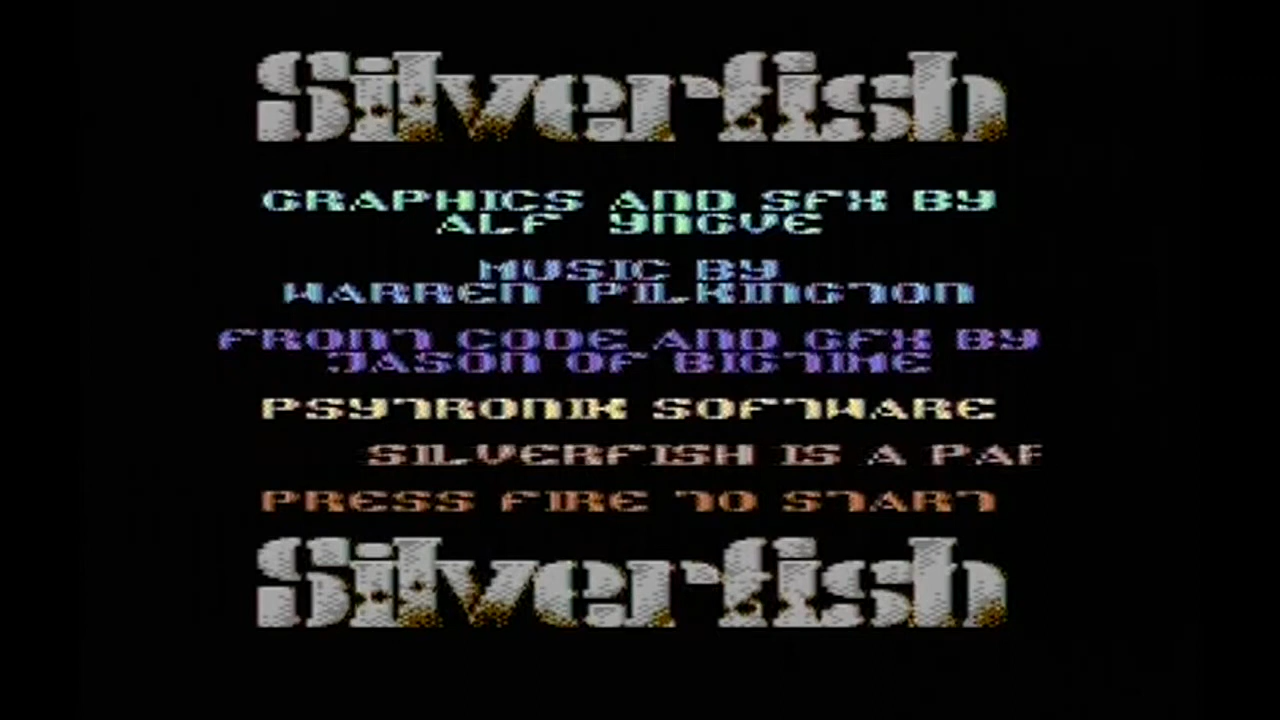 Silverfish
GRAPHICS AND SFX BY
ALF YNGVE
MUSIC BY
WARREN PILKINGTON
FRONT CODE AND GFX BY
JASON OF BIGTIME
PSYTRONIK SOFTWARE
SILVERFISH IS A PAR
PRESS FIRE TO START
Silverfish